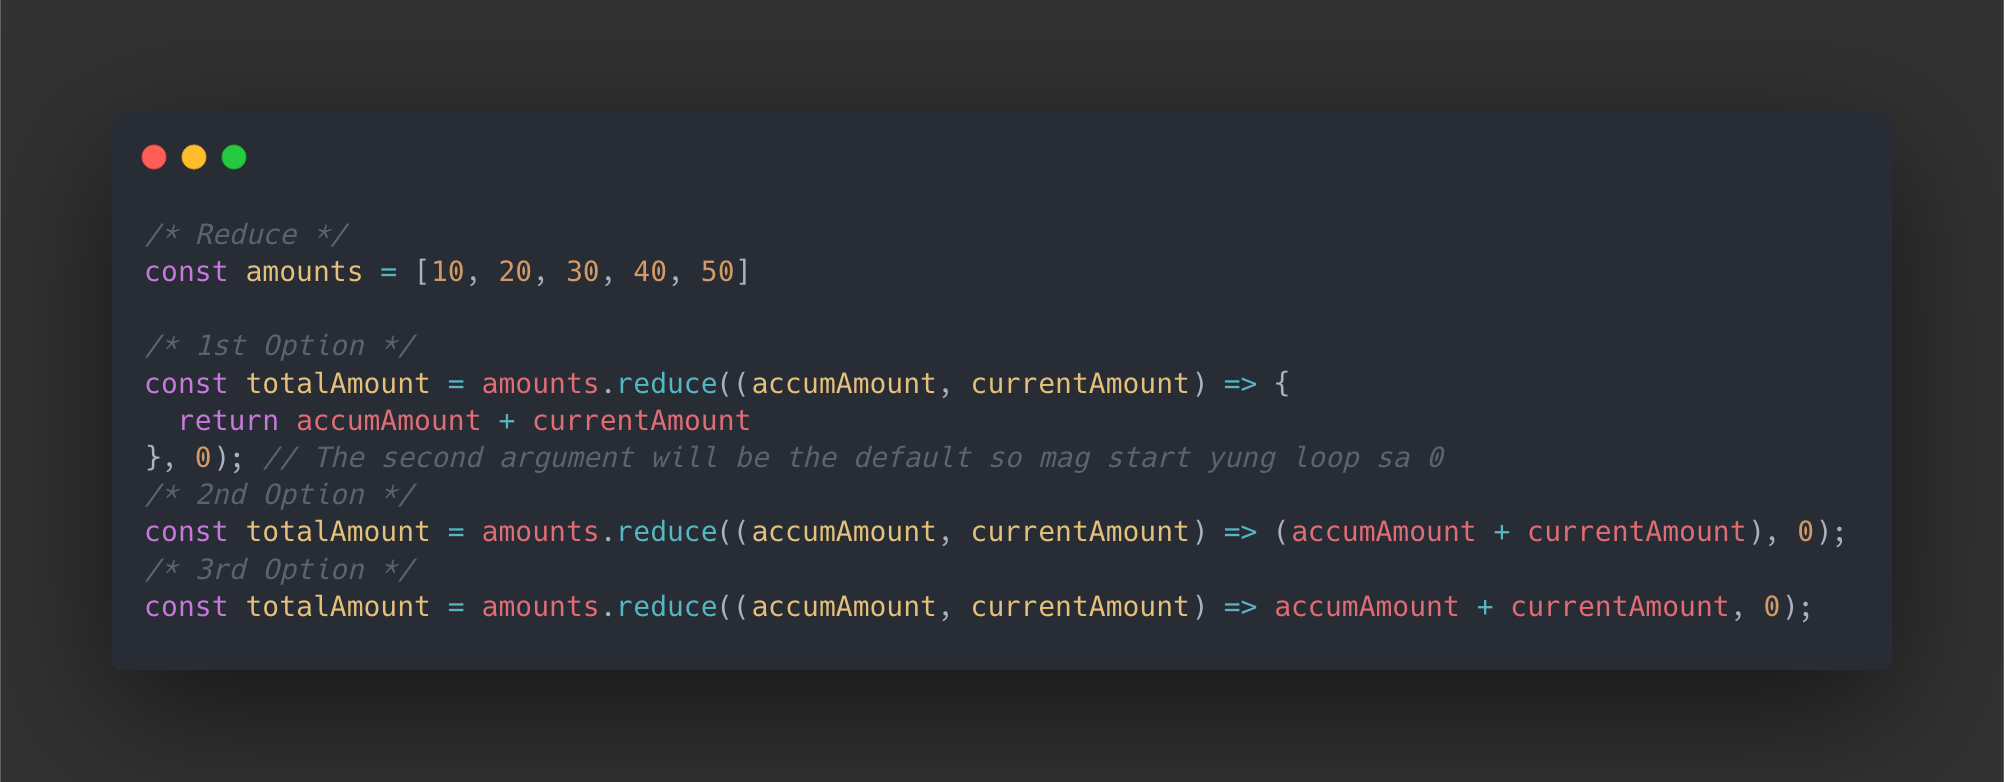 /* Reduce */
const amounts = [10, 20, 30, 40, 50]
/* 1st Option */
const totalAmount = amounts.reduce((accumAmount, currentAmount) => {
  return accumAmount + currentAmount
}, 0); // The second argument will be the default so mag start yung loop sa 0
/* 2nd Option */
const totalAmount = amounts.reduce((accumAmount, currentAmount) => (accumAmount + currentAmount), 0);
/* 3rd Option */
const totalAmount = amounts.reduce((accumAmount, currentAmount) => accumAmount + currentAmount, 0);